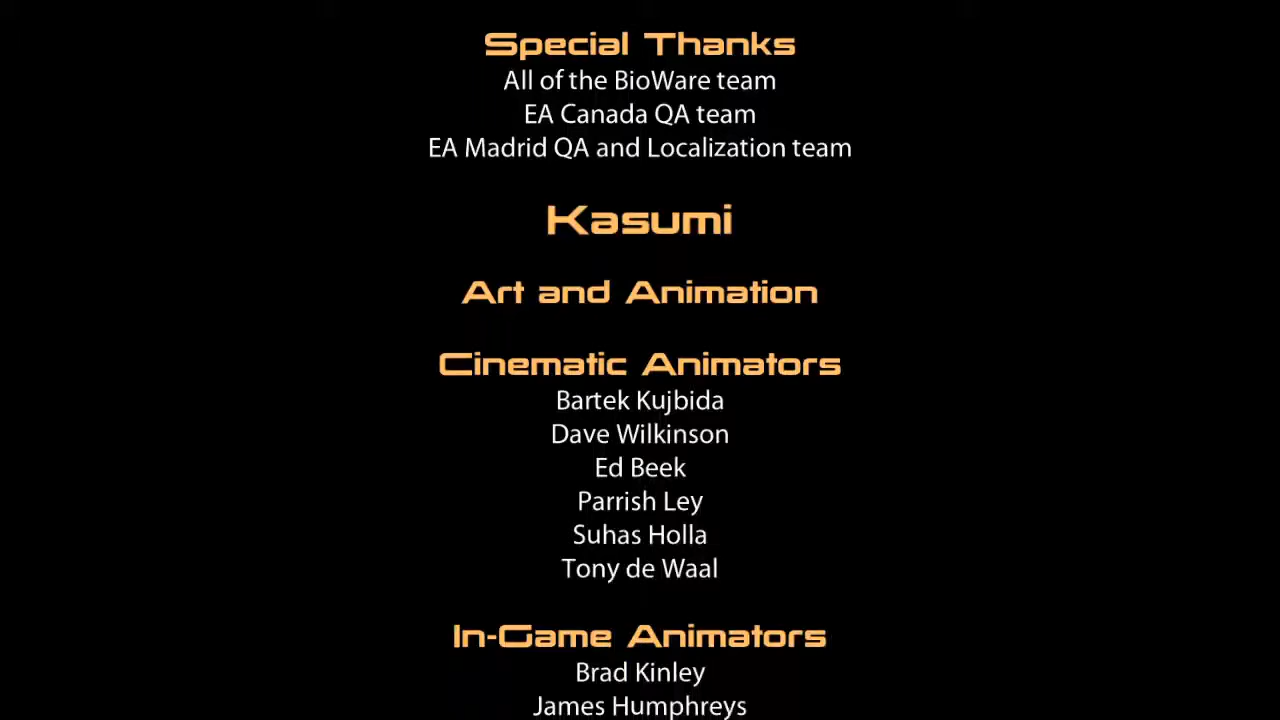 Special Thanks
All of the BioWare team
EA Canada QA team
EA Madrid QA and Localization team
Kasumi
Art and Animation
Cinematic Animators
Bartek Kujbida
Dave Wilkinson
Ed Beek
Parrish Ley
Suhas Holla
Tony de Waal
In-Game Animators
Brad Kinley
James Humphreys